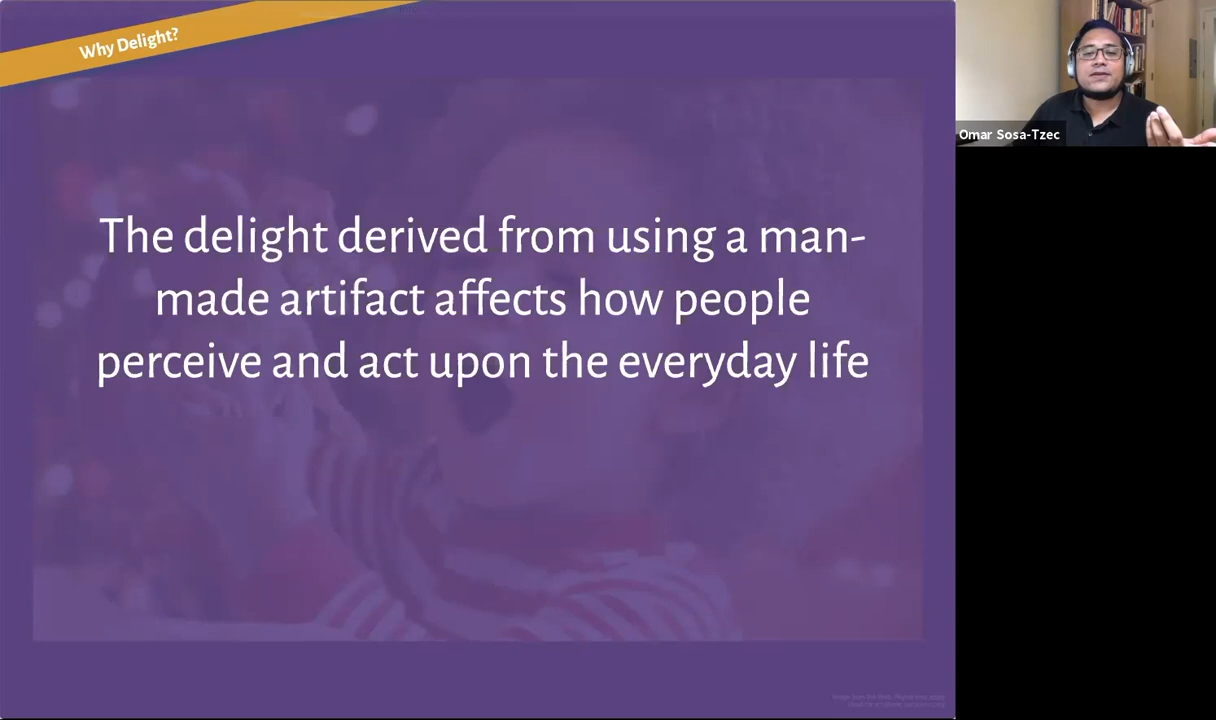 Why Delight?
The delight derived from using a man-
made artifact affects how people
perceive and act upon the everyday life
Omar Sosa-Tzec